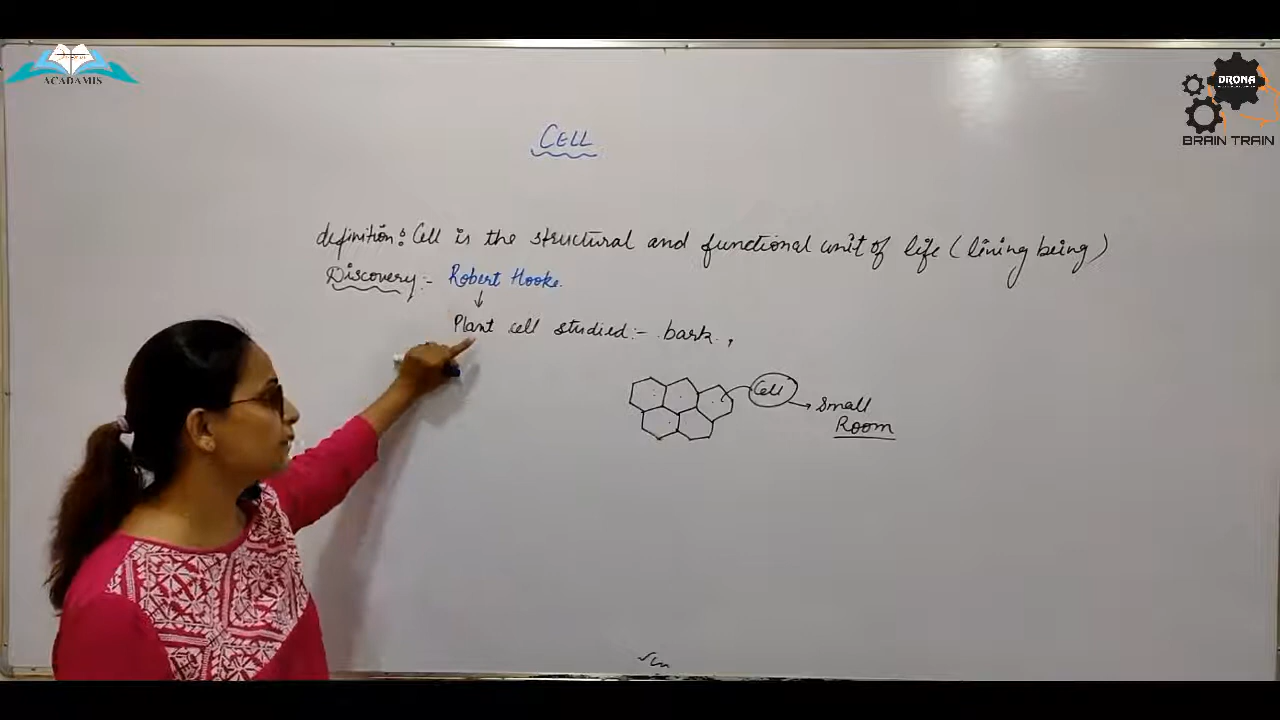 ACADAMIS
DRONA
BRAIN TRAIN
CELL
definition: Cell is the structural and functional unit of life (lining being)
Discovery:- Robert Hooke.
Plant cell studied:- bark,
Cell
Small
Room